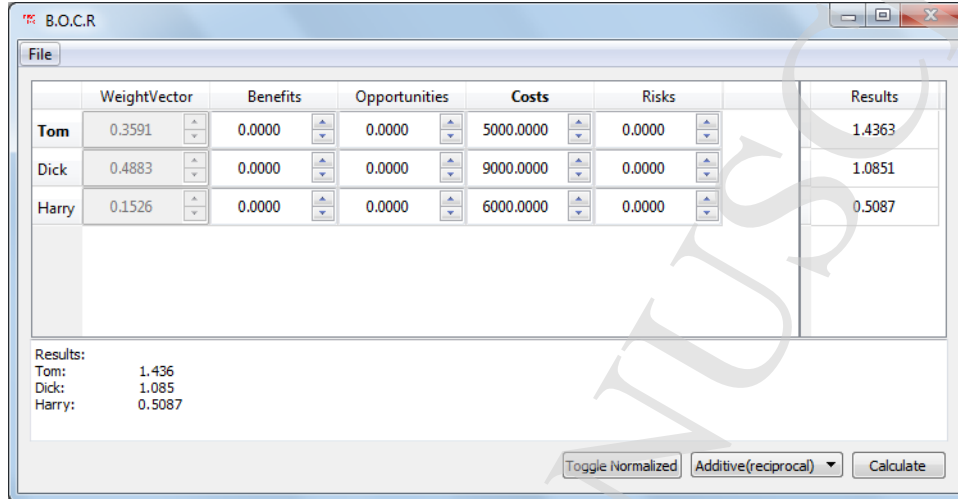 B.O.C.R
File
WeightVector Benefits Opportunities Costs Risks Results
Tom 0.3591 0.0000 0.0000 5000.0000 0.0000 1.4363
Dick 0.4883 0.0000 0.0000 9000.0000 0.0000 1.0851
Harry 0.1526 0.0000 0.0000 6000.0000 0.0000 0.5087
Results:
Tom: 1.436
Dick: 1.085
Harry: 0.5087
Toggle Normalized Additive(reciprocal) Calculate
NUSC